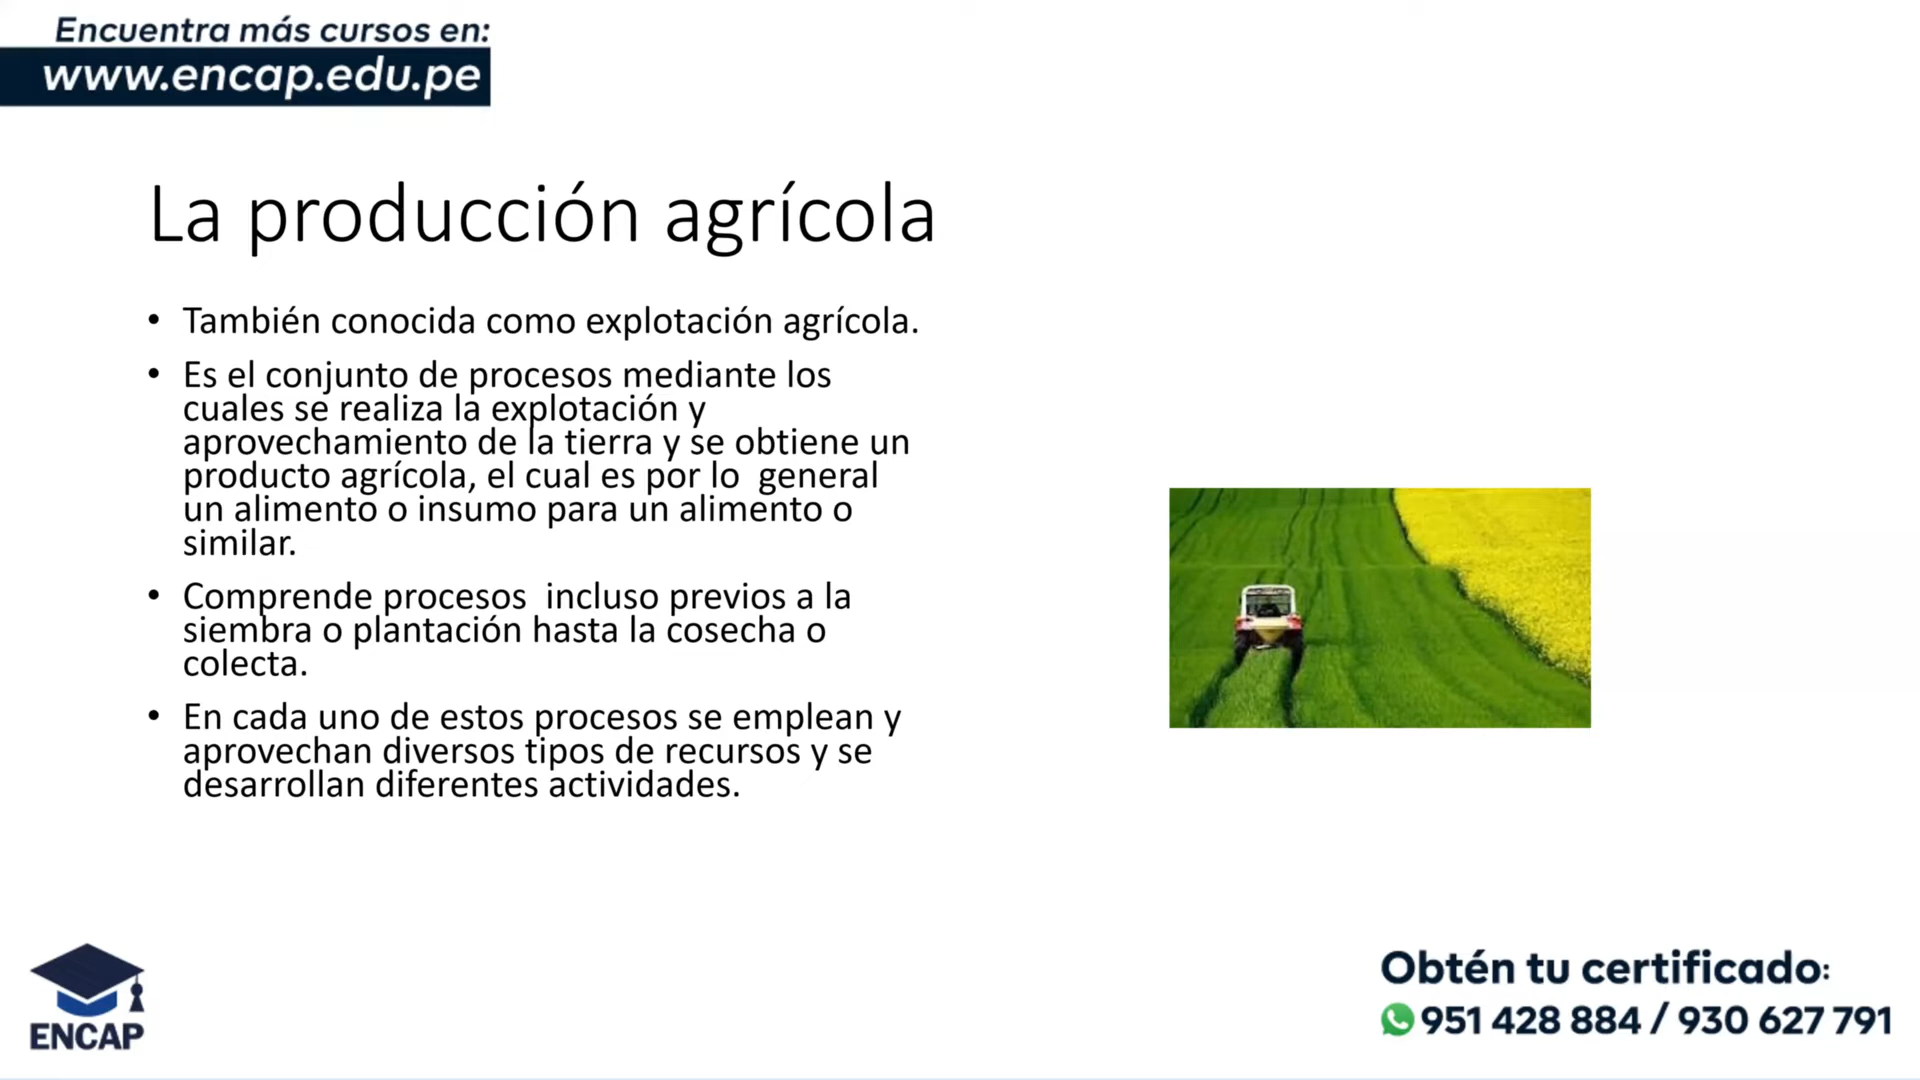 Encuentra más cursos en:
www.encap.edu.pe
La producción agrícola
• También conocida como explotación agrícola.
• Es el conjunto de procesos mediante los
cuales se realiza la explotación y
aprovechamiento de la tierra y se obtiene un
producto agrícola, el cual es por lo  general
un alimento o insumo para un alimento o
similar.
• Comprende procesos  incluso previos a la
siembra o plantación hasta la cosecha o
colecta.
• En cada uno de estos procesos se emplean y
aprovechan diversos tipos de recursos y se
desarrollan diferentes actividades.
ENCAP
Obtén tu certificado:
951 428 884 / 930 627 791